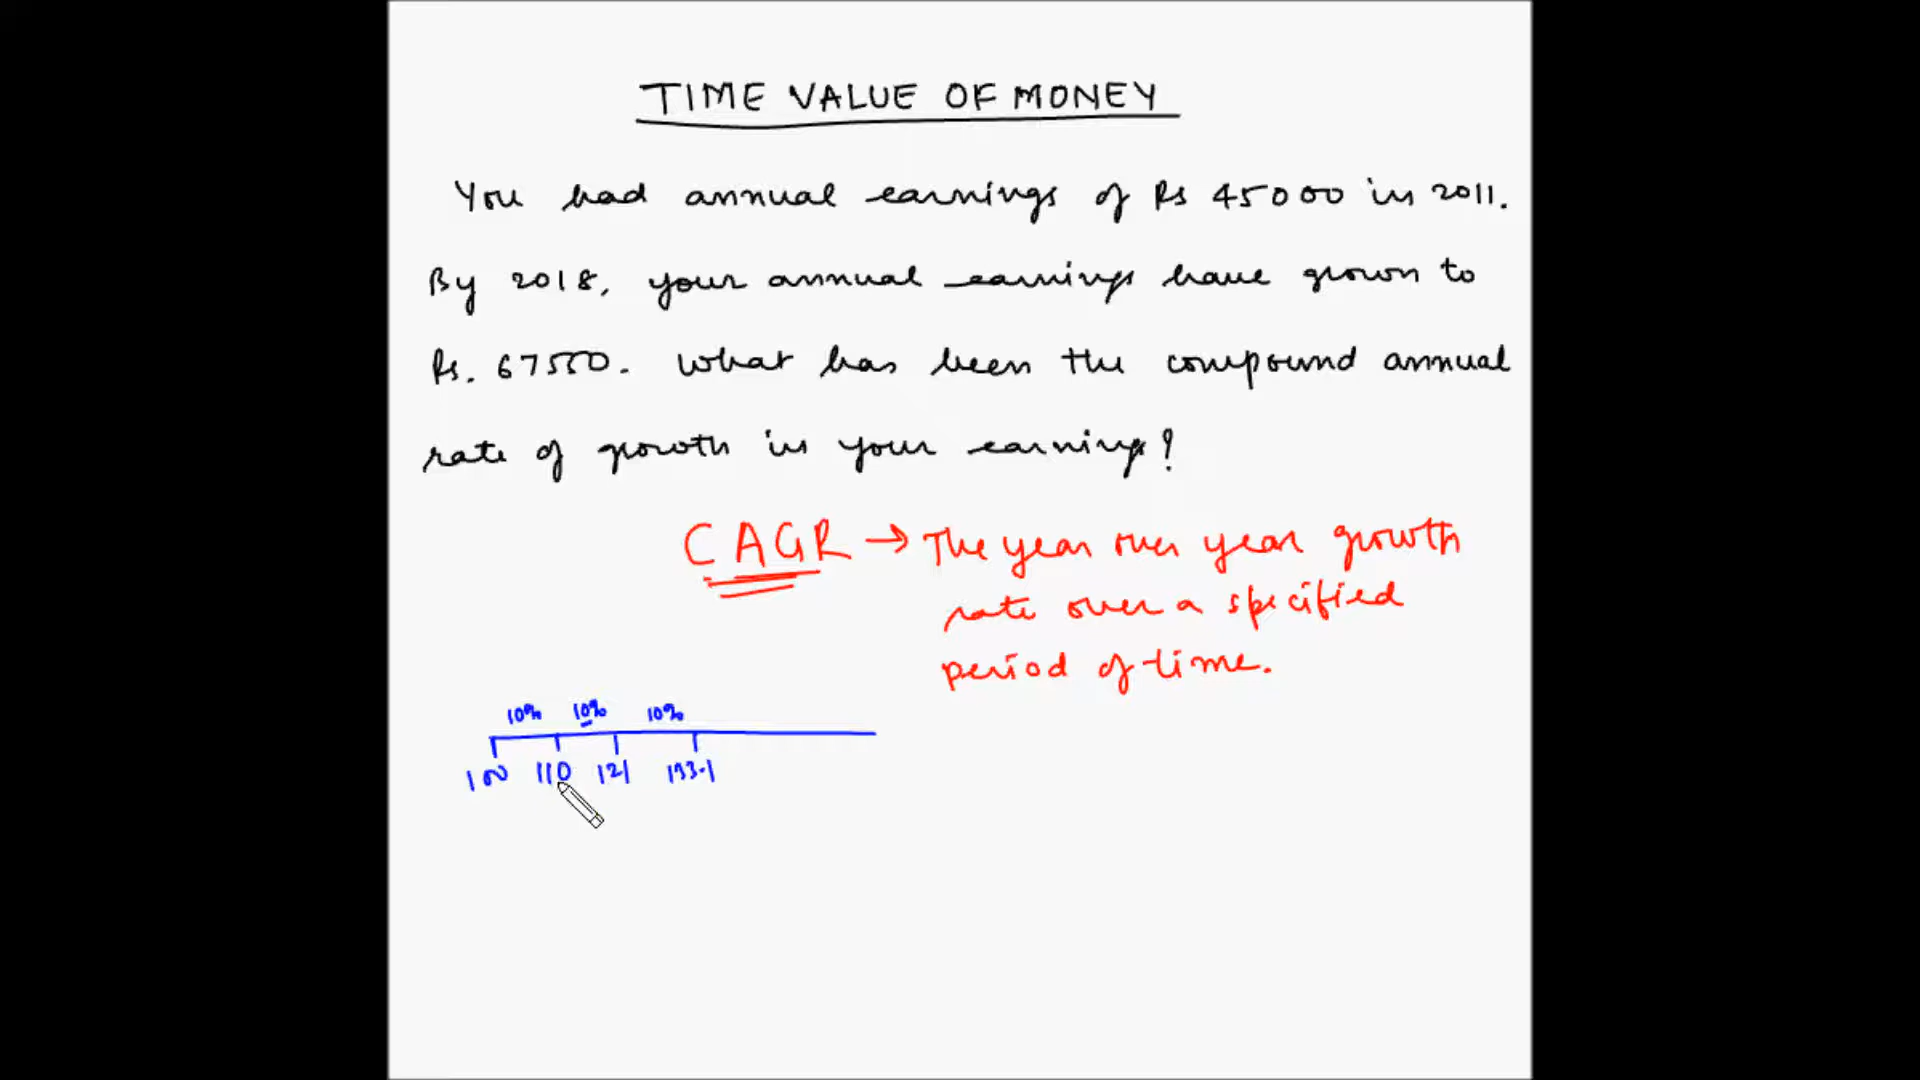 TIME VALUE OF MONEY
You had annual earnings of Rs 45000 in 2011.
By 2018, your annual earnings have grown to
Rs. 67500. What has been the compound annual
rate of growth in your earnings?
CAGR → The year over year growth
rate over a specified
period of time.
10% 10% 10%
100 110 121 133.1